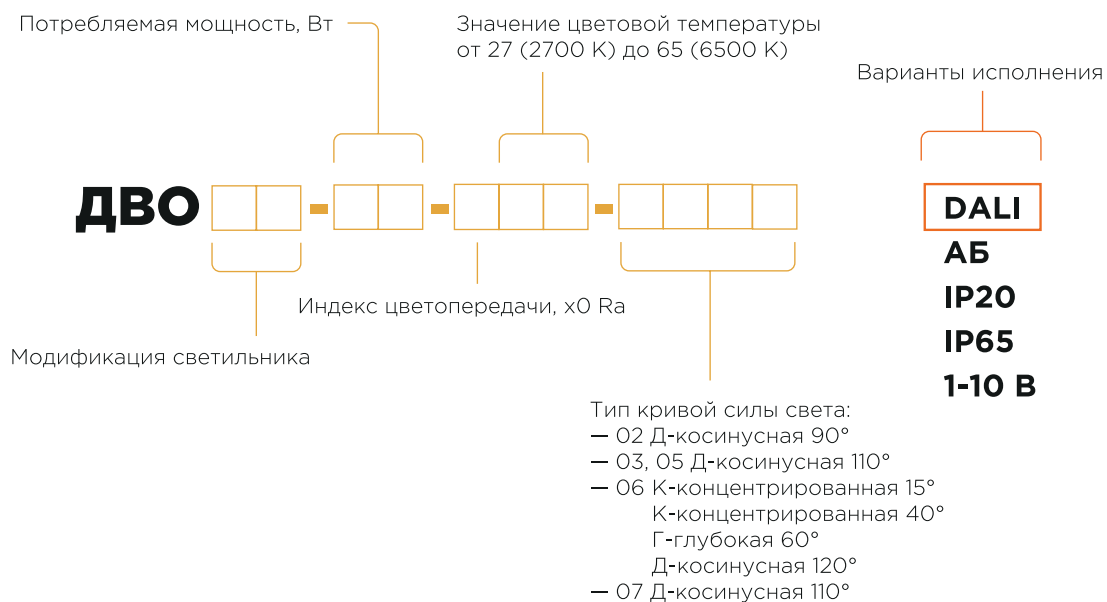 Потребляемая мощность, Вт
Значение цветовой температуры
от 27 (2700 К) до 65 (6500 К)
Варианты исполнения
ДВО
DALI
АБ
IP20
IP65
1-10 В
Индекс цветопередачи, х0 Ra
Модификация светильника
Тип кривой силы света:
— 02 Д-косинусная 90°
— 03, 05 Д-косинусная 110°
— 06 К-концентрированная 15°
К-концентрированная 40°
Г-глубокая 60°
Д-косинусная 120°
— 07 Д-косинусная 110°